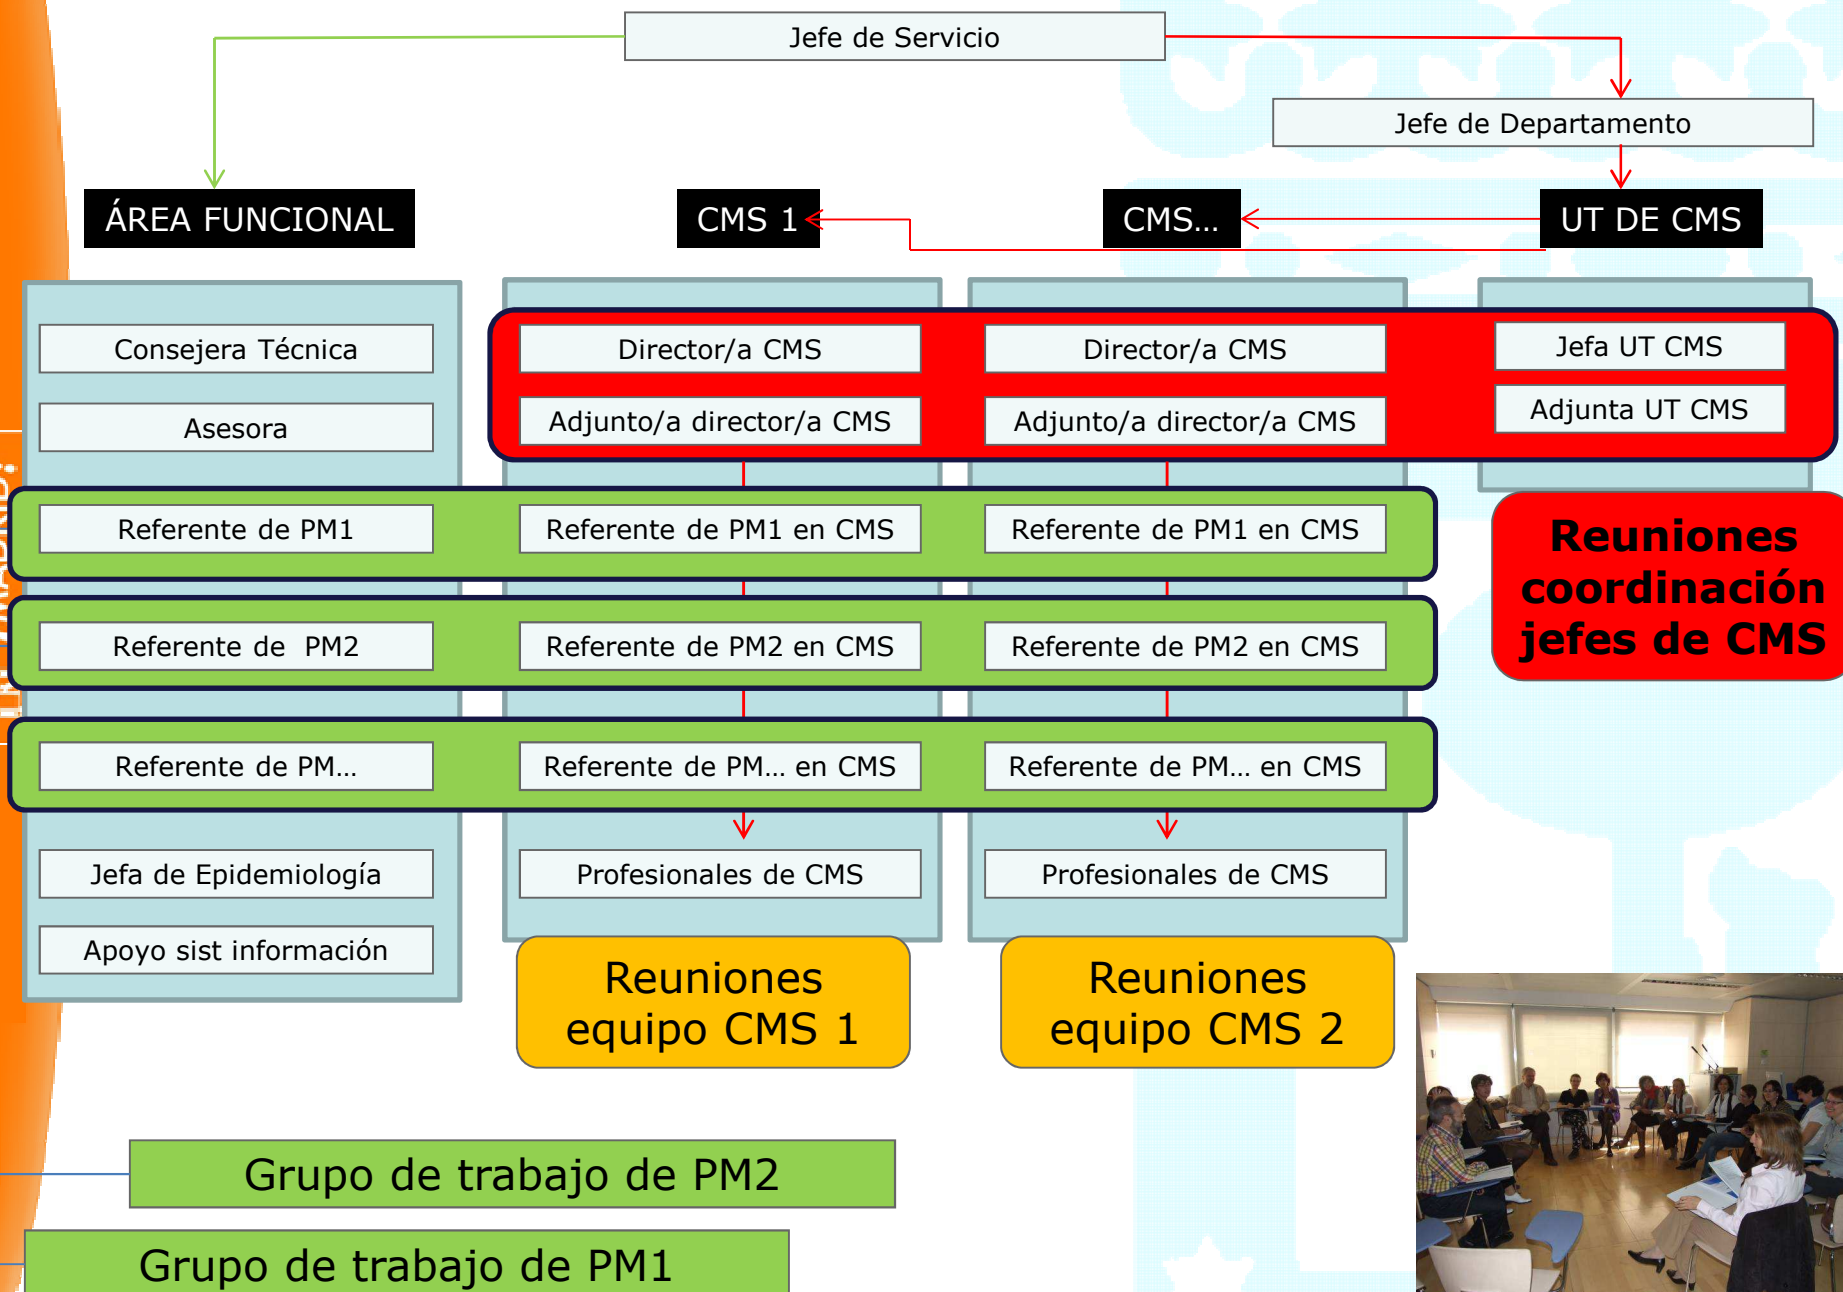 Jefe de Servicio
Jefe de Departamento
ÁREA FUNCIONAL
CMS 1
CMS...
UT DE CMS
Consejera Técnica
Director/a CMS
Director/a CMS
Jefa UT CMS
Asesora
Adjunto/a director/a CMS
Adjunto/a director/a CMS
Adjunta UT CMS
Referente de PM1
Referente de PM1 en CMS
Referente de PM1 en CMS
Reuniones
coordinación
jefes de CMS
Referente de PM2
Referente de PM2 en CMS
Referente de PM2 en CMS
Referente de PM...
Referente de PM... en CMS
Referente de PM... en CMS
Jefa de Epidemiología
Profesionales de CMS
Profesionales de CMS
Apoyo sist información
Reuniones
equipo CMS 1
Reuniones
equipo CMS 2
Grupo de trabajo de PM2
Grupo de trabajo de PM1